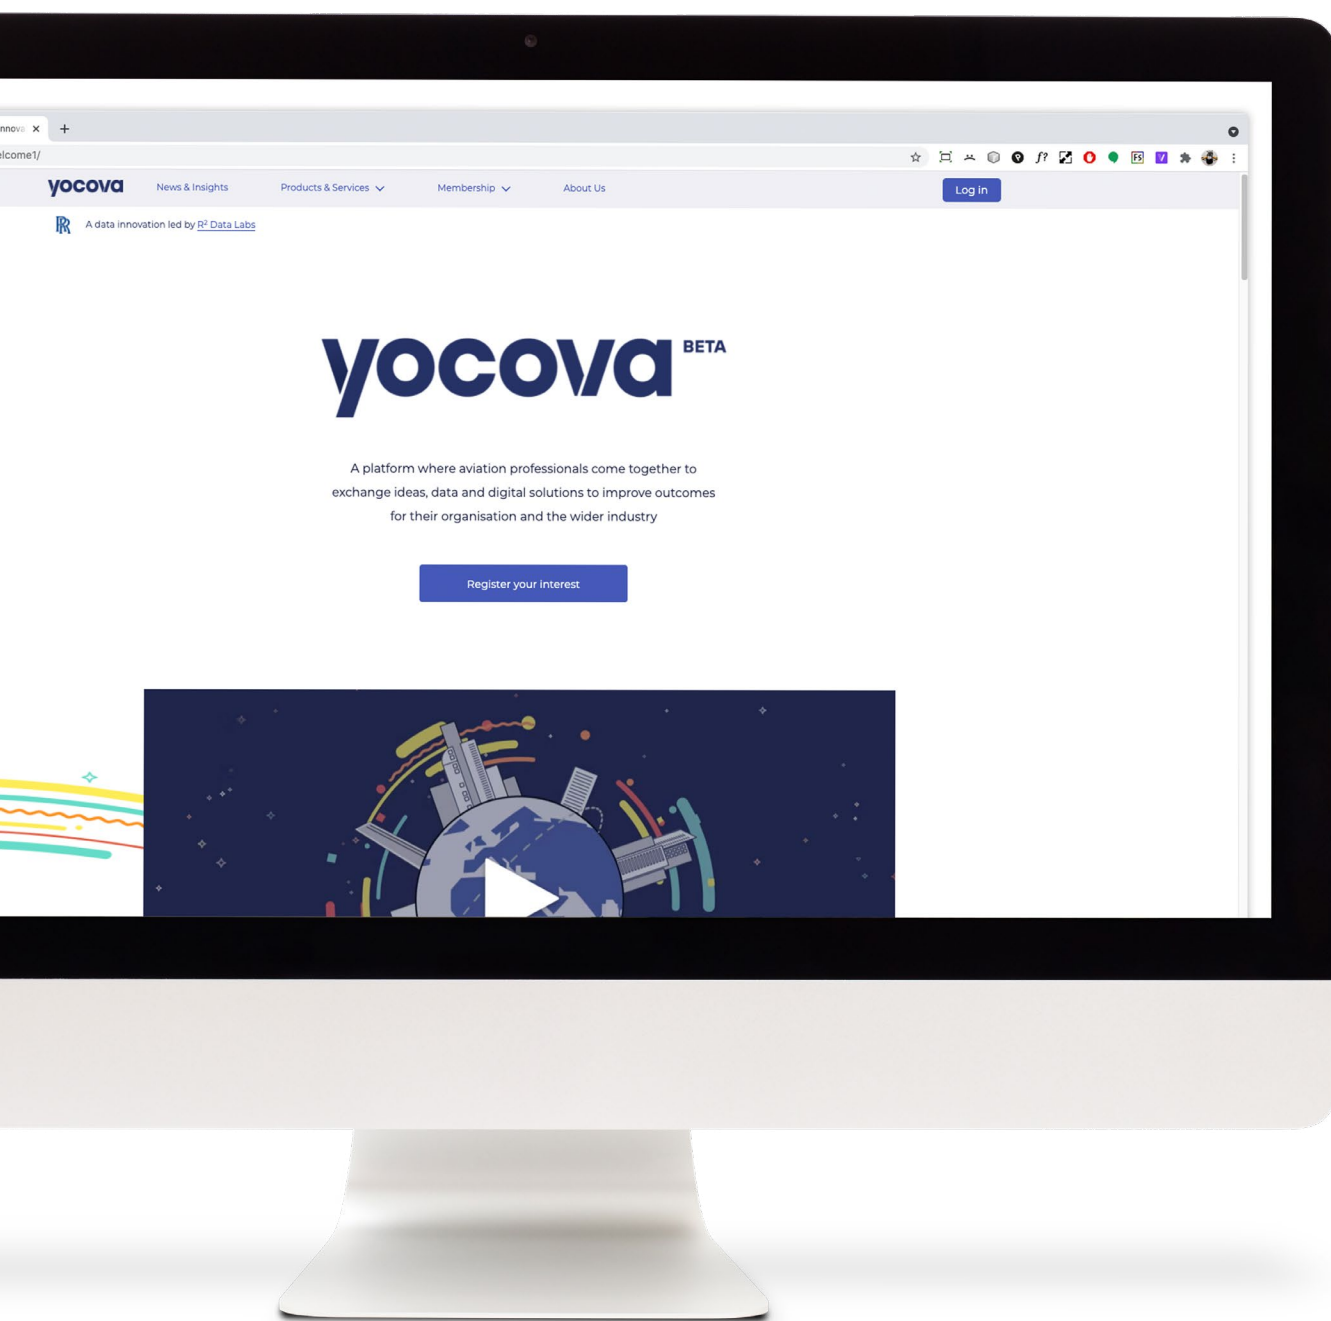 nnova
elcome1/
yocova News & Insights Products & Services Membership About Us Log in
A data innovation led by R² Data Labs
yocova BETA
A platform where aviation professionals come together to
exchange ideas, data and digital solutions to improve outcomes
for their organisation and the wider industry
Register your interest